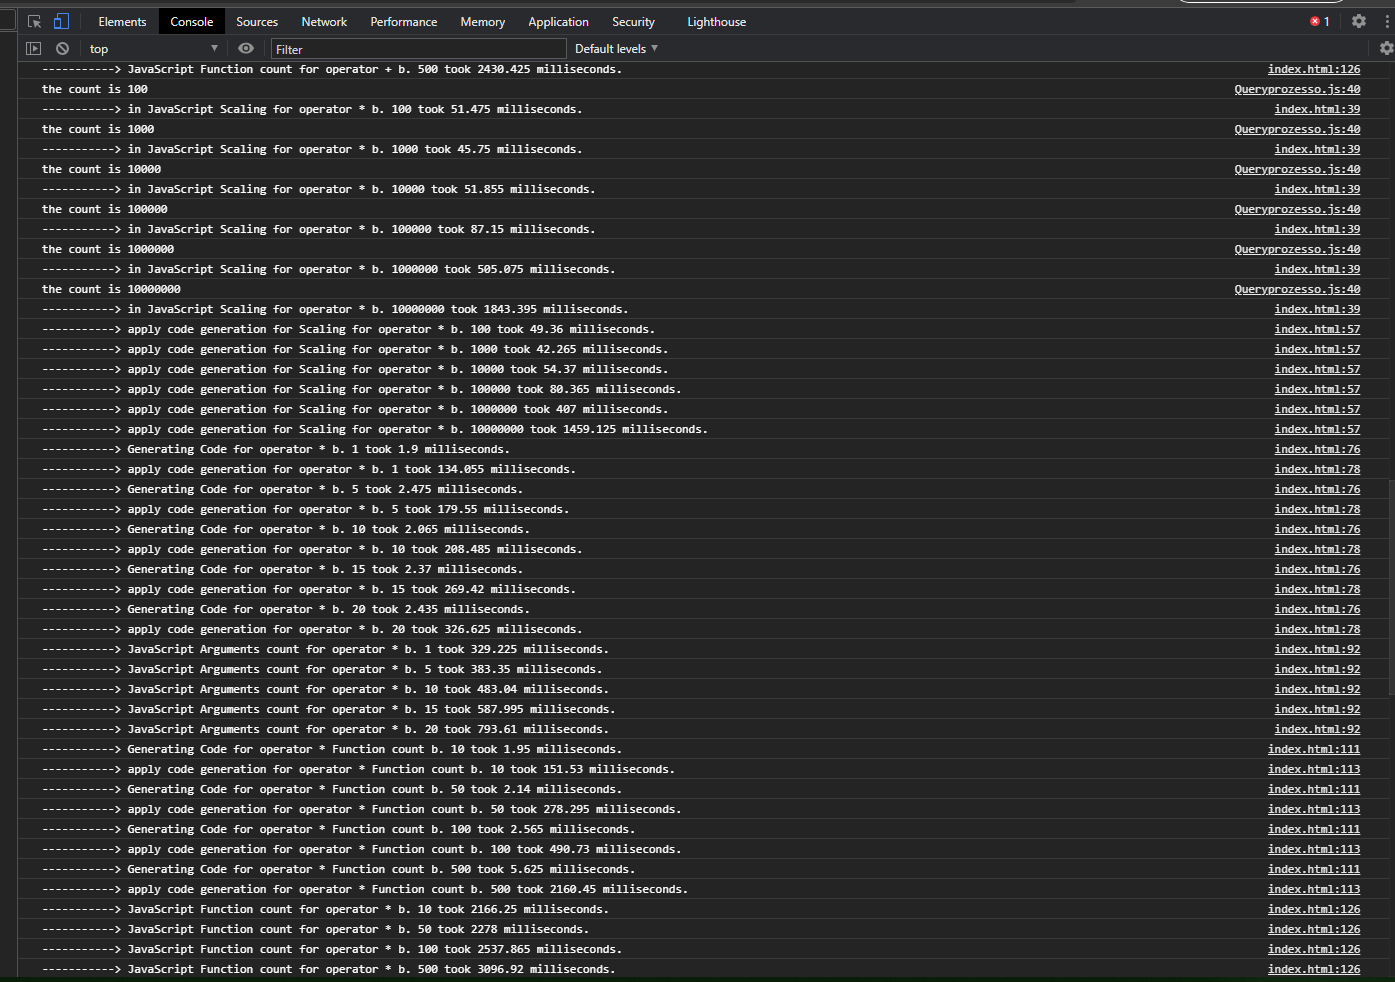 Elements Console Sources Network Performance Memory Application Security Lighthouse 1
top Filter Default levels
-----------> JavaScript Function count for operator + b. 500 took 2430.425 milliseconds. index.html:126
the count is 100 Queryprozesso.js:40
-----------> in JavaScript Scaling for operator * b. 100 took 51.475 milliseconds. index.html:39
the count is 1000 Queryprozesso.js:40
-----------> in JavaScript Scaling for operator * b. 1000 took 45.75 milliseconds. index.html:39
the count is 10000 Queryprozesso.js:40
-----------> in JavaScript Scaling for operator * b. 10000 took 51.855 milliseconds. index.html:39
the count is 100000 Queryprozesso.js:40
-----------> in JavaScript Scaling for operator * b. 100000 took 87.15 milliseconds. index.html:39
the count is 1000000 Queryprozesso.js:40
-----------> in JavaScript Scaling for operator * b. 1000000 took 505.075 milliseconds. index.html:39
the count is 10000000 Queryprozesso.js:40
-----------> in JavaScript Scaling for operator * b. 10000000 took 1843.395 milliseconds. index.html:39
-----------> apply code generation for Scaling for operator * b. 100 took 49.36 milliseconds. index.html:57
-----------> apply code generation for Scaling for operator * b. 1000 took 42.265 milliseconds. index.html:57
-----------> apply code generation for Scaling for operator * b. 10000 took 54.37 milliseconds. index.html:57
-----------> apply code generation for Scaling for operator * b. 100000 took 80.365 milliseconds. index.html:57
-----------> apply code generation for Scaling for operator * b. 1000000 took 407 milliseconds. index.html:57
-----------> apply code generation for Scaling for operator * b. 10000000 took 1459.125 milliseconds. index.html:57
-----------> Generating Code for operator * b. 1 took 1.9 milliseconds. index.html:76
-----------> apply code generation for operator * b. 1 took 134.055 milliseconds. index.html:78
-----------> Generating Code for operator * b. 5 took 2.475 milliseconds. index.html:76
-----------> apply code generation for operator * b. 5 took 179.55 milliseconds. index.html:78
-----------> Generating Code for operator * b. 10 took 2.065 milliseconds. index.html:76
-----------> apply code generation for operator * b. 10 took 208.485 milliseconds. index.html:78
-----------> Generating Code for operator * b. 15 took 2.37 milliseconds. index.html:76
-----------> apply code generation for operator * b. 15 took 269.42 milliseconds. index.html:78
-----------> Generating Code for operator * b. 20 took 2.435 milliseconds. index.html:76
-----------> apply code generation for operator * b. 20 took 326.625 milliseconds. index.html:78
-----------> JavaScript Arguments count for operator * b. 1 took 329.225 milliseconds. index.html:92
-----------> JavaScript Arguments count for operator * b. 5 took 383.35 milliseconds. index.html:92
-----------> JavaScript Arguments count for operator * b. 10 took 483.04 milliseconds. index.html:92
-----------> JavaScript Arguments count for operator * b. 15 took 587.995 milliseconds. index.html:92
-----------> JavaScript Arguments count for operator * b. 20 took 793.61 milliseconds. index.html:92
-----------> Generating Code for operator * Function count b. 10 took 1.95 milliseconds. index.html:111
-----------> apply code generation for operator * Function count b. 10 took 151.53 milliseconds. index.html:113
-----------> Generating Code for operator * Function count b. 50 took 2.14 milliseconds. index.html:111
-----------> apply code generation for operator * Function count b. 50 took 278.295 milliseconds. index.html:113
-----------> Generating Code for operator * Function count b. 100 took 2.565 milliseconds. index.html:111
-----------> apply code generation for operator * Function count b. 100 took 490.73 milliseconds. index.html:113
-----------> Generating Code for operator * Function count b. 500 took 5.625 milliseconds. index.html:111
-----------> apply code generation for operator * Function count b. 500 took 2160.45 milliseconds. index.html:113
-----------> JavaScript Function count for operator * b. 10 took 2166.25 milliseconds. index.html:126
-----------> JavaScript Function count for operator * b. 50 took 2278 milliseconds. index.html:126
-----------> JavaScript Function count for operator * b. 100 took 2537.865 milliseconds. index.html:126
-----------> JavaScript Function count for operator * b. 500 took 3096.92 milliseconds. index.html:126